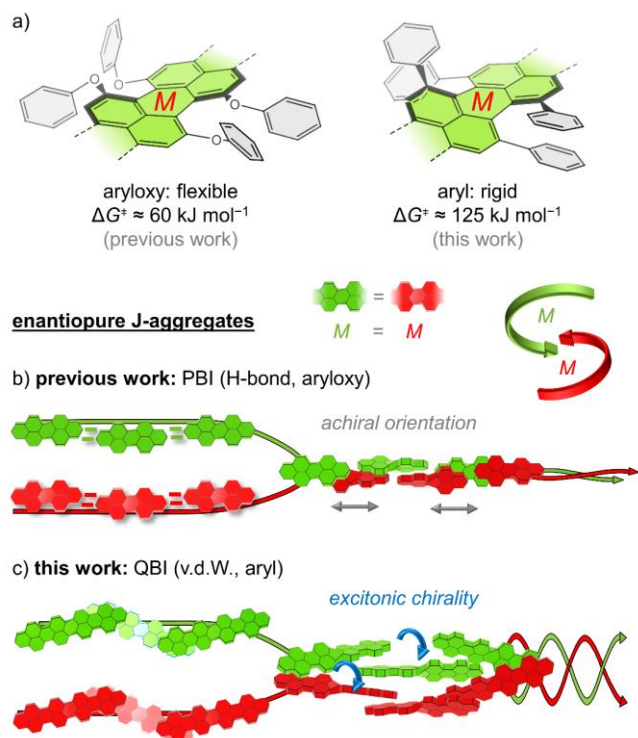 a)
O
O
O
O
M
M
aryloxy: flexible
ΔG‡ ≈ 60 kJ mol−1
(previous work)
aryl: rigid
ΔG‡ ≈ 125 kJ mol−1
(this work)
enantiopure J-aggregates
=
M = M
M
M
b) previous work: PBI (H-bond, aryloxy)
achiral orientation
c) this work: QBI (v.d.W., aryl)
excitonic chirality